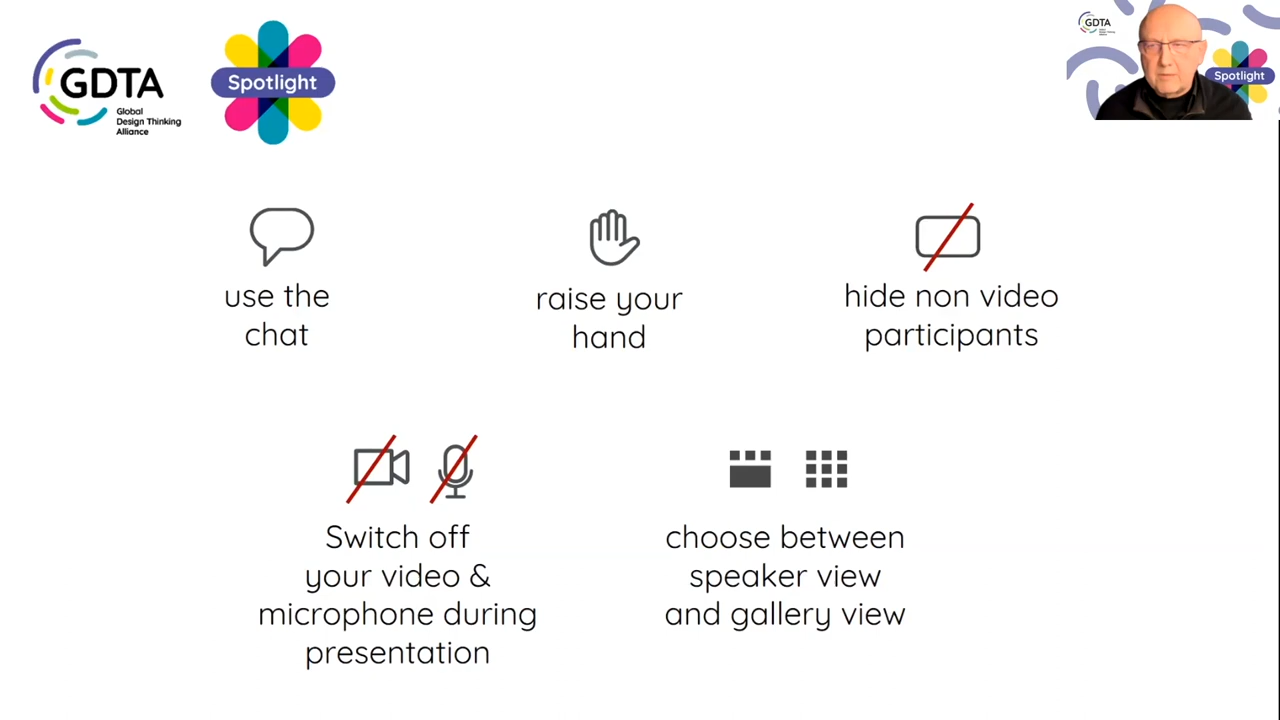 GDTA
Global
Design Thinking
Alliance
Spotlight
GDTA
Spotlight
use the
chat
raise your
hand
hide non video
participants
Switch off
your video &
microphone during
presentation
choose between
speaker view
and gallery view